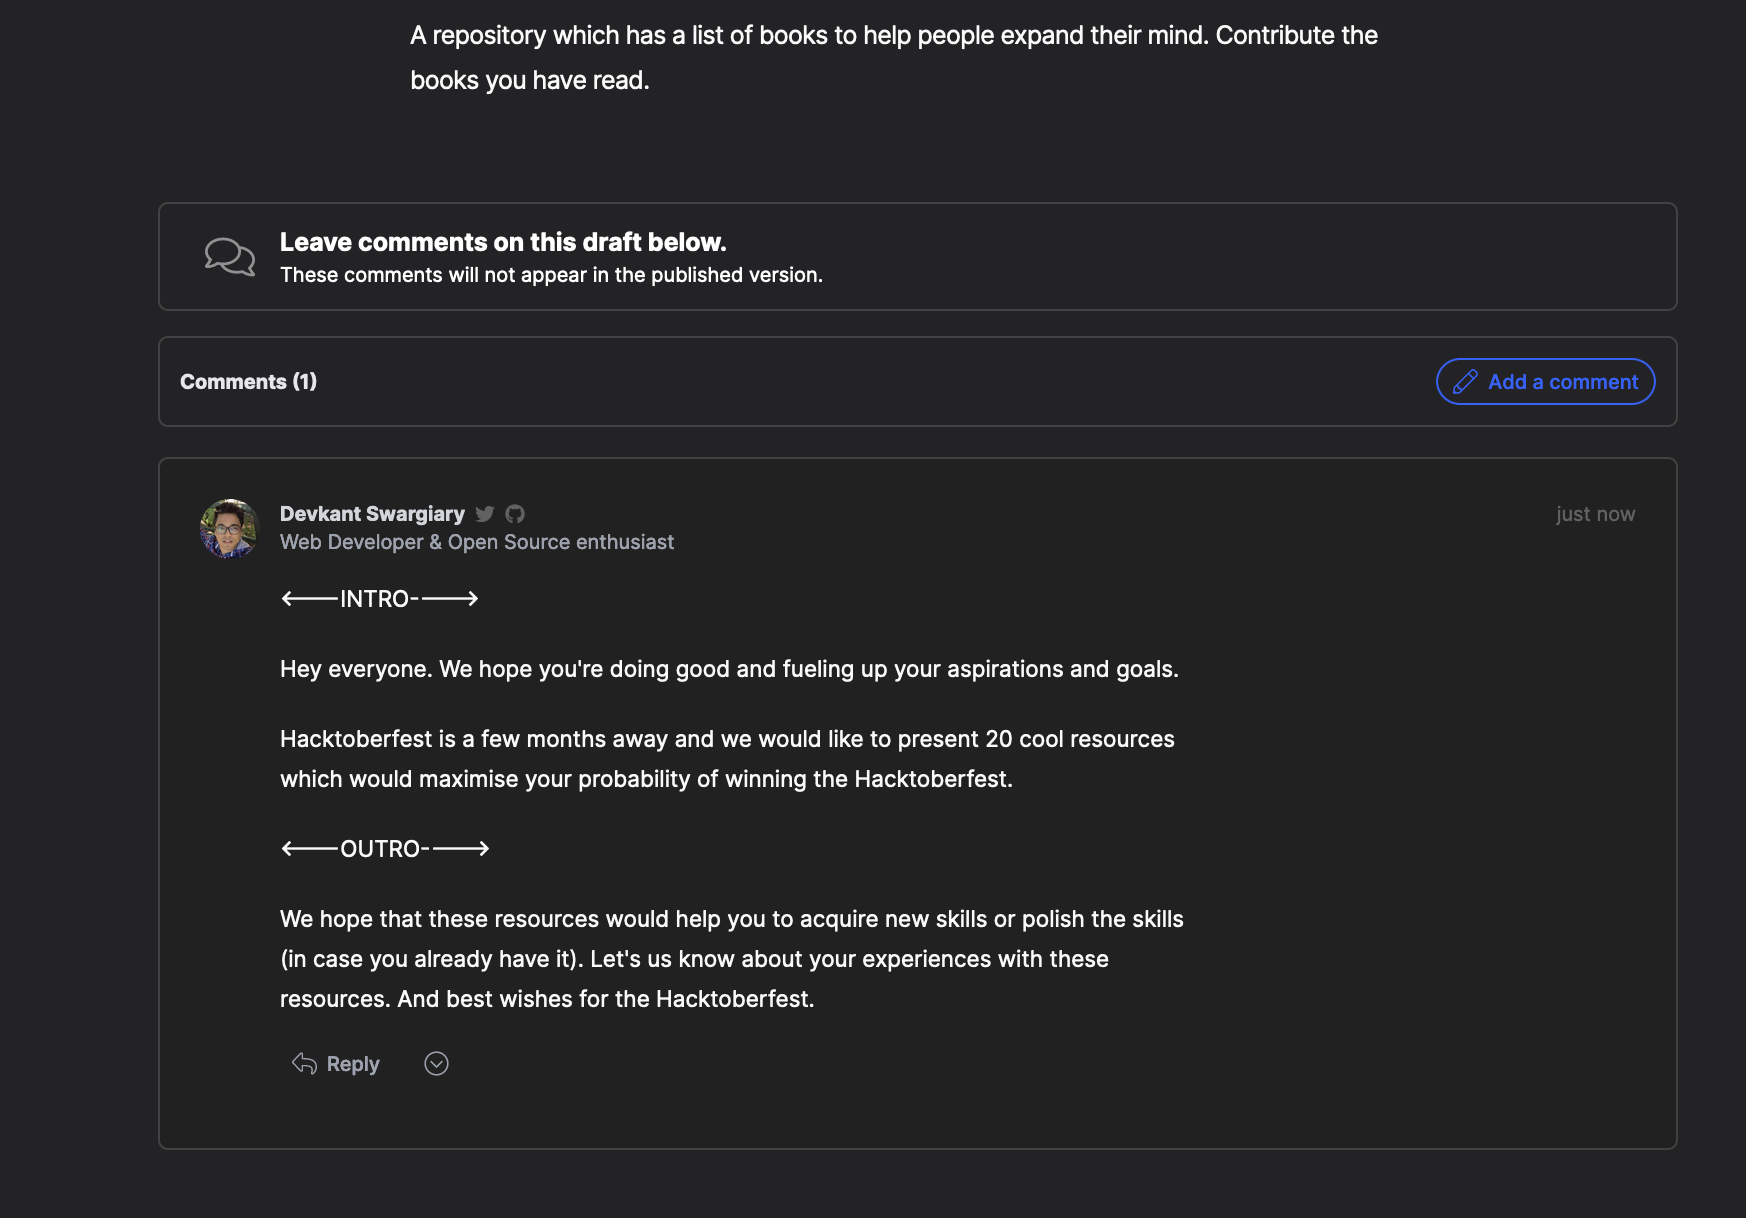 A repository which has a list of books to help people expand their mind. Contribute the
books you have read.
Leave comments on this draft below.
These comments will not appear in the published version.
Comments (1)
Add a comment
Devkant Swargiary
just now
Web Developer & Open Source enthusiast
<----INTRO---->
Hey everyone. We hope you're doing good and fueling up your aspirations and goals.
Hacktoberfest is a few months away and we would like to present 20 cool resources
which would maximise your probability of winning the Hacktoberfest.
<----OUTRO---->
We hope that these resources would help you to acquire new skills or polish the skills
(in case you already have it). Let's us know about your experiences with these
resources. And best wishes for the Hacktoberfest.
Reply